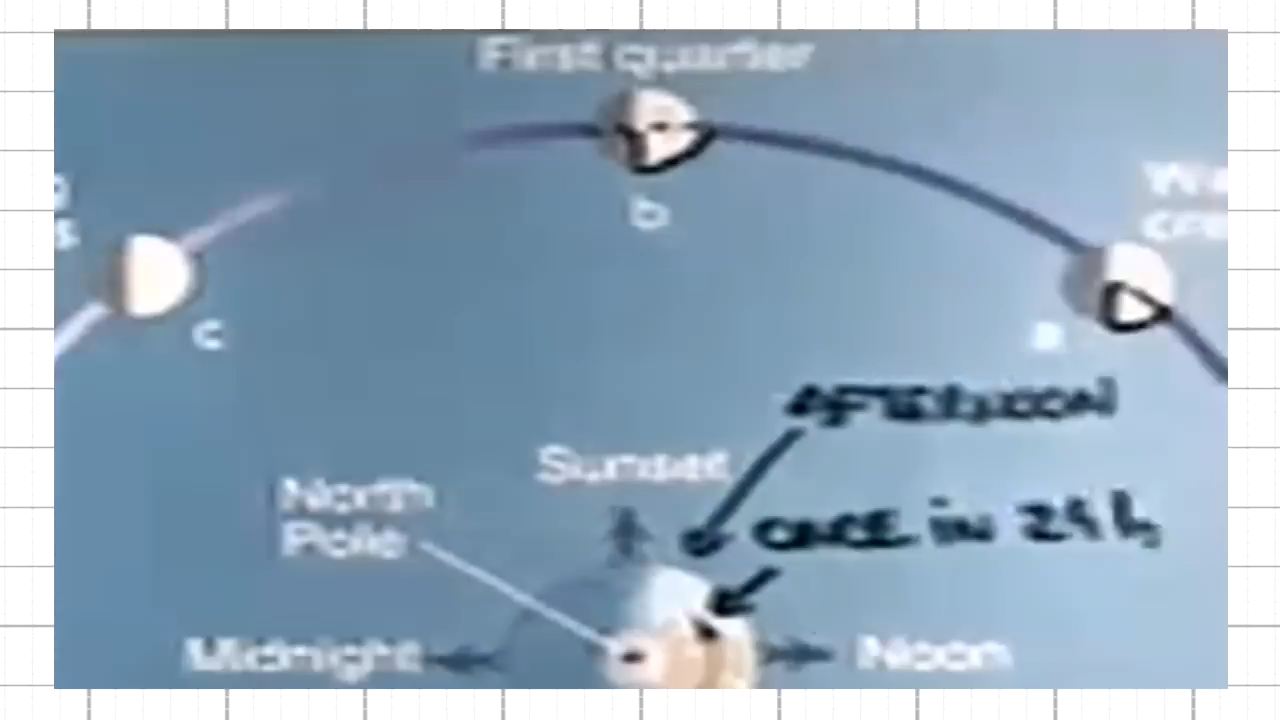 First quarter
b
c
a
AFTERNOON
Sunset
North
Pole
ONCE in 24 h
Midnight
Noon